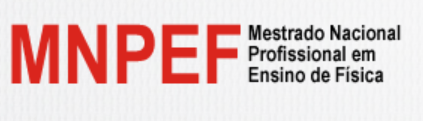 MNPEF
Mestrado Nacional
Profissional em
Ensino de Física